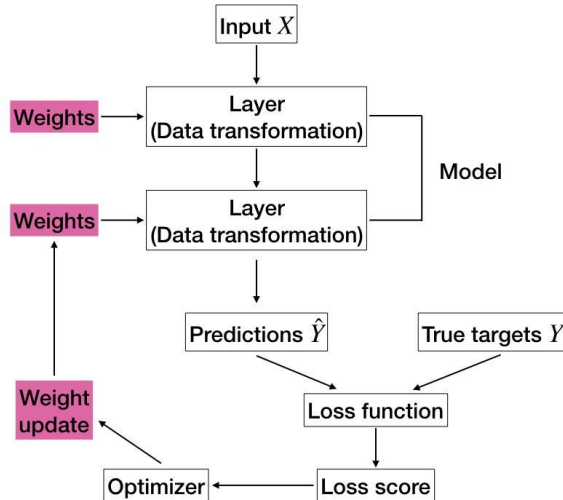 Input X
Weights
Layer
(Data transformation)
Model
Weights
Layer
(Data transformation)
Predictions Ŷ
True targets Y
Weight
update
Loss function
Optimizer
Loss score